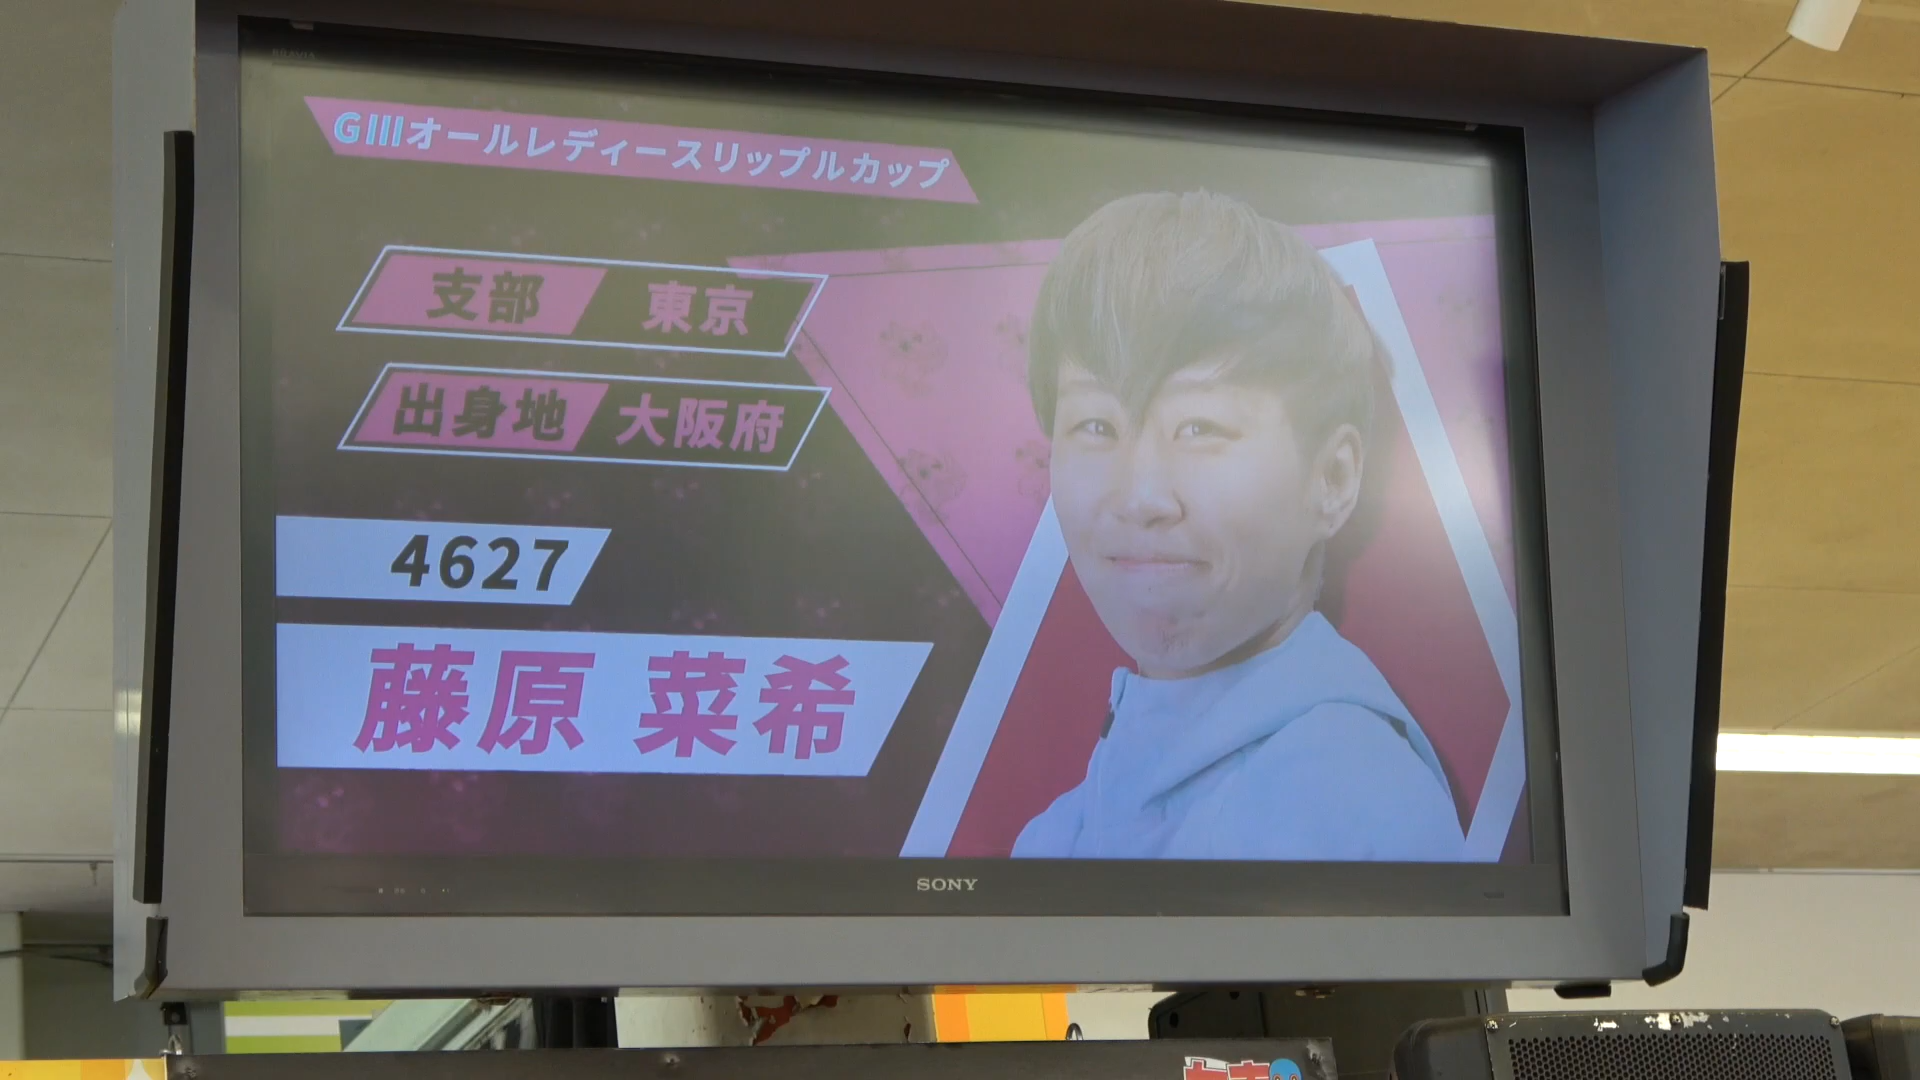 BRAVIA
GIIIオールレディースリップルカップ
支部 東京
出身地 大阪府
4627
藤原 菜希
SONY